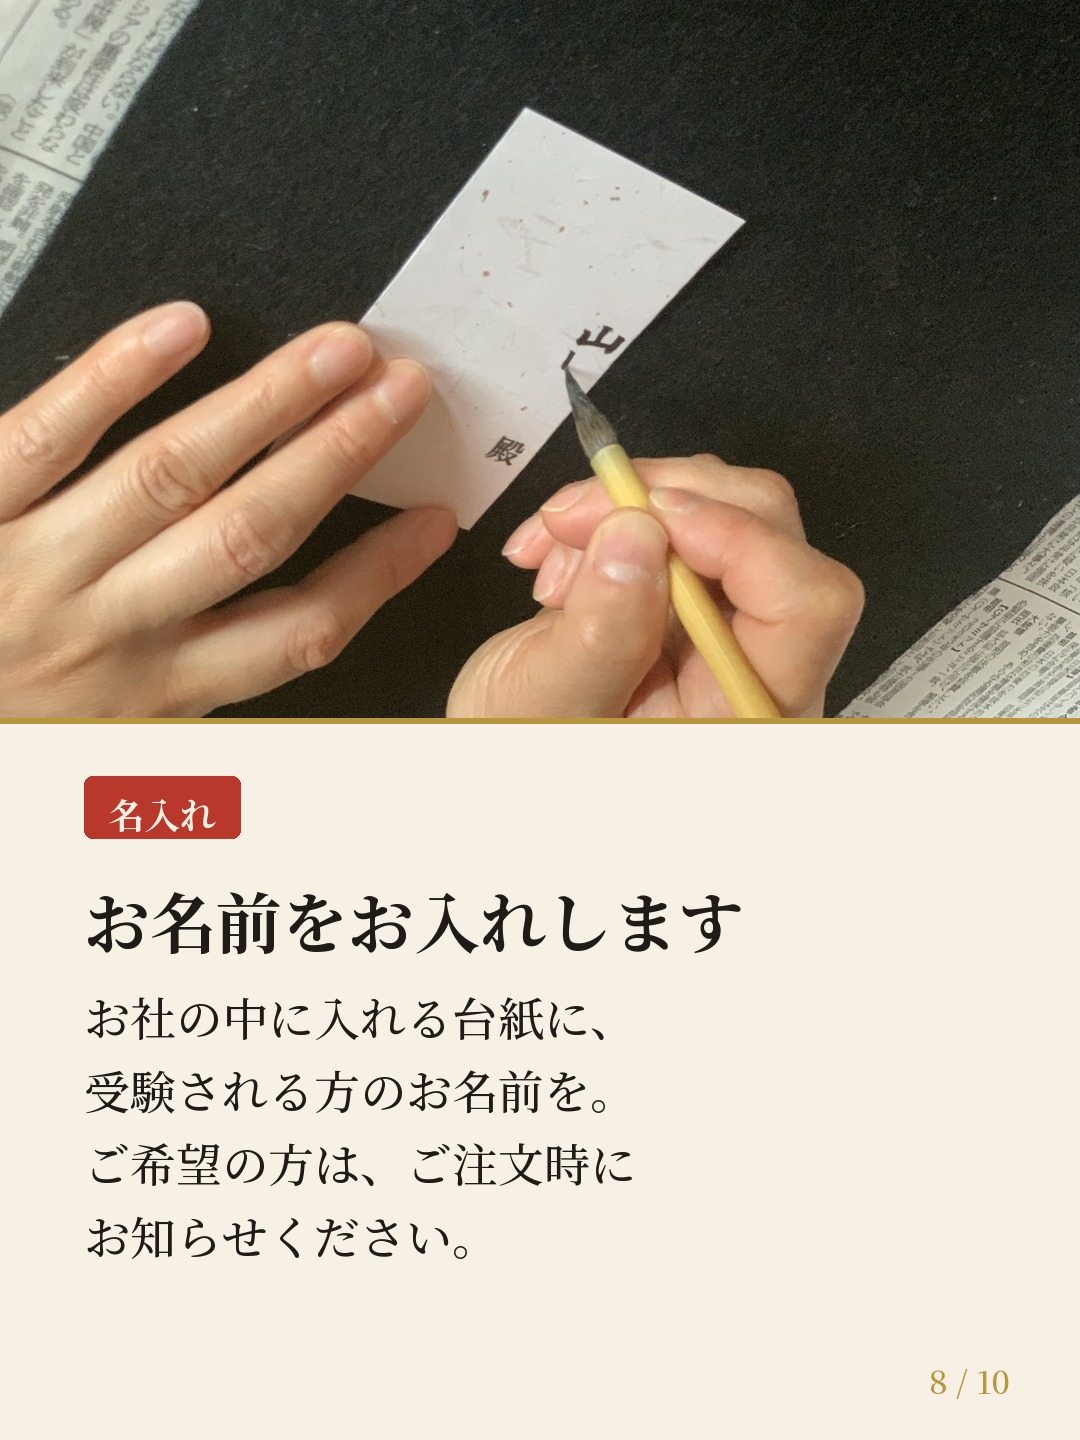 山
殿
名入れ
お名前をお入れします
お社の中に入れる台紙に、
受験される方のお名前を。
ご希望の方は、ご注文時に
お知らせください。
8 / 10